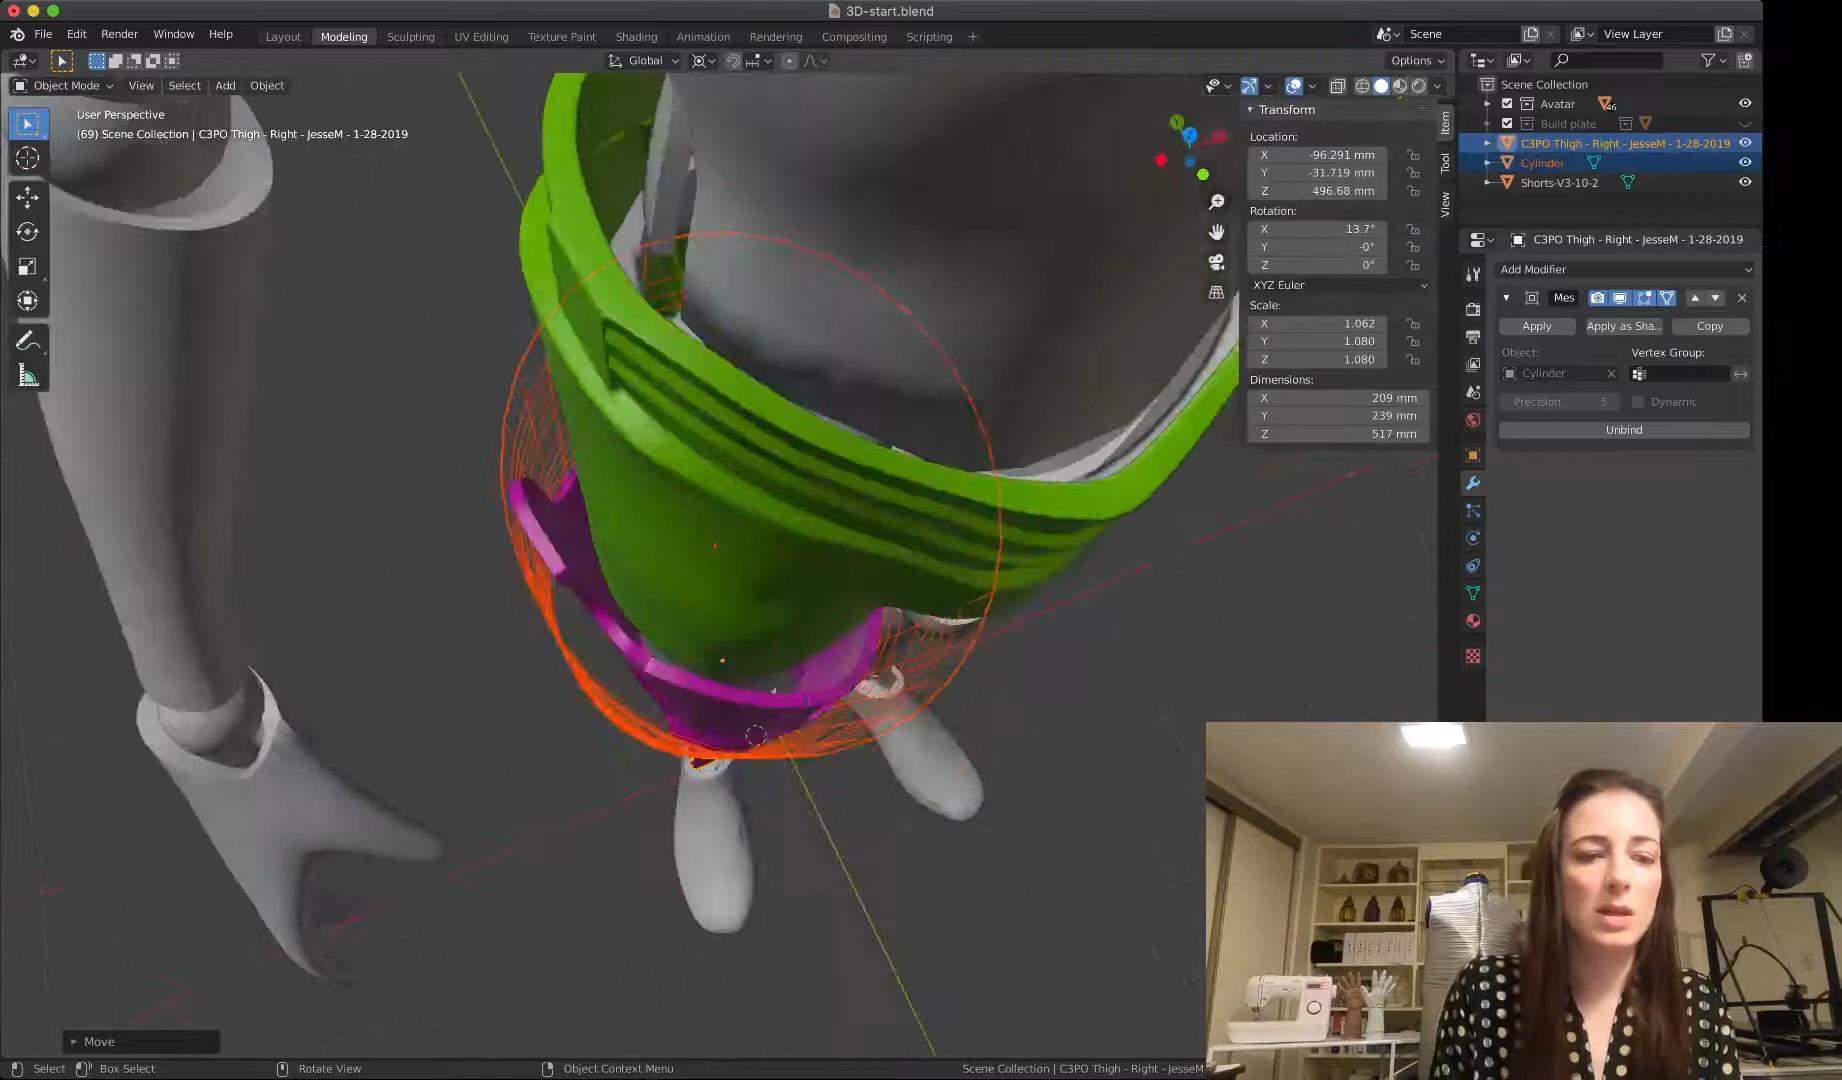 3D-start.blend
File Edit Render Window Help Layout Modeling Sculpting UV Editing Texture Paint Shading Animation Rendering Compositing Scripting + Scene View Layer
Global Options
Object Mode View Select Add Object
User Perspective
(69) Scene Collection | C3PO Thigh - Right - JesseM - 1-28-2019
Transform
Location:
X -96.291 mm
Y -31.719 mm
Z 496.68 mm
Rotation:
X 13.7°
Y -0°
Z 0°
XYZ Euler
Scale:
X 1.062
Y 1.080
Z 1.080
Dimensions:
X 209 mm
Y 239 mm
Z 517 mm
Item
Tool
View
Scene Collection
Avatar 46
Build plate
C3PO Thigh - Right - JesseM - 1-28-2019
Cylinder
Shorts-V3-10-2
C3PO Thigh - Right - JesseM - 1-28-2019
Add Modifier
Mes
Apply Apply as Sha... Copy
Object: Vertex Group:
Cylinder
Precision 5 Dynamic
Unbind
Move
Select Box Select Rotate View Object Context Menu Scene Collection | C3PO Thigh - Right - JesseM